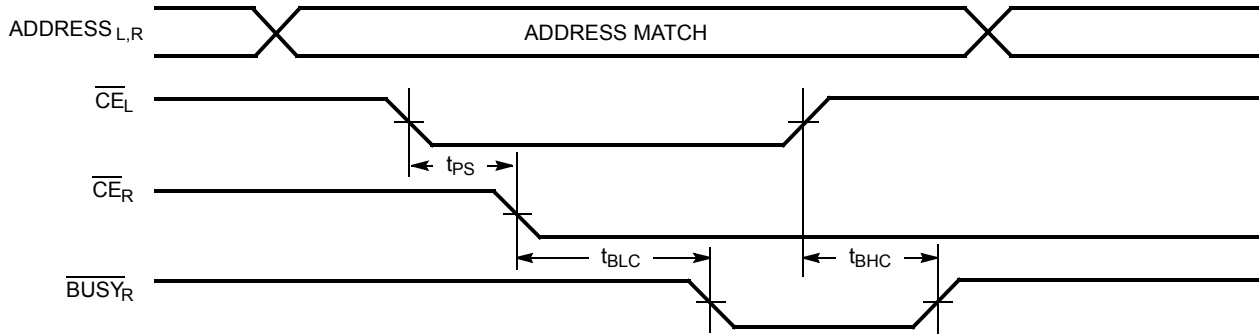 ADDRESS L,R
ADDRESS MATCH
CEL
tPS
CER
tBLC
tBHC
BUSYR